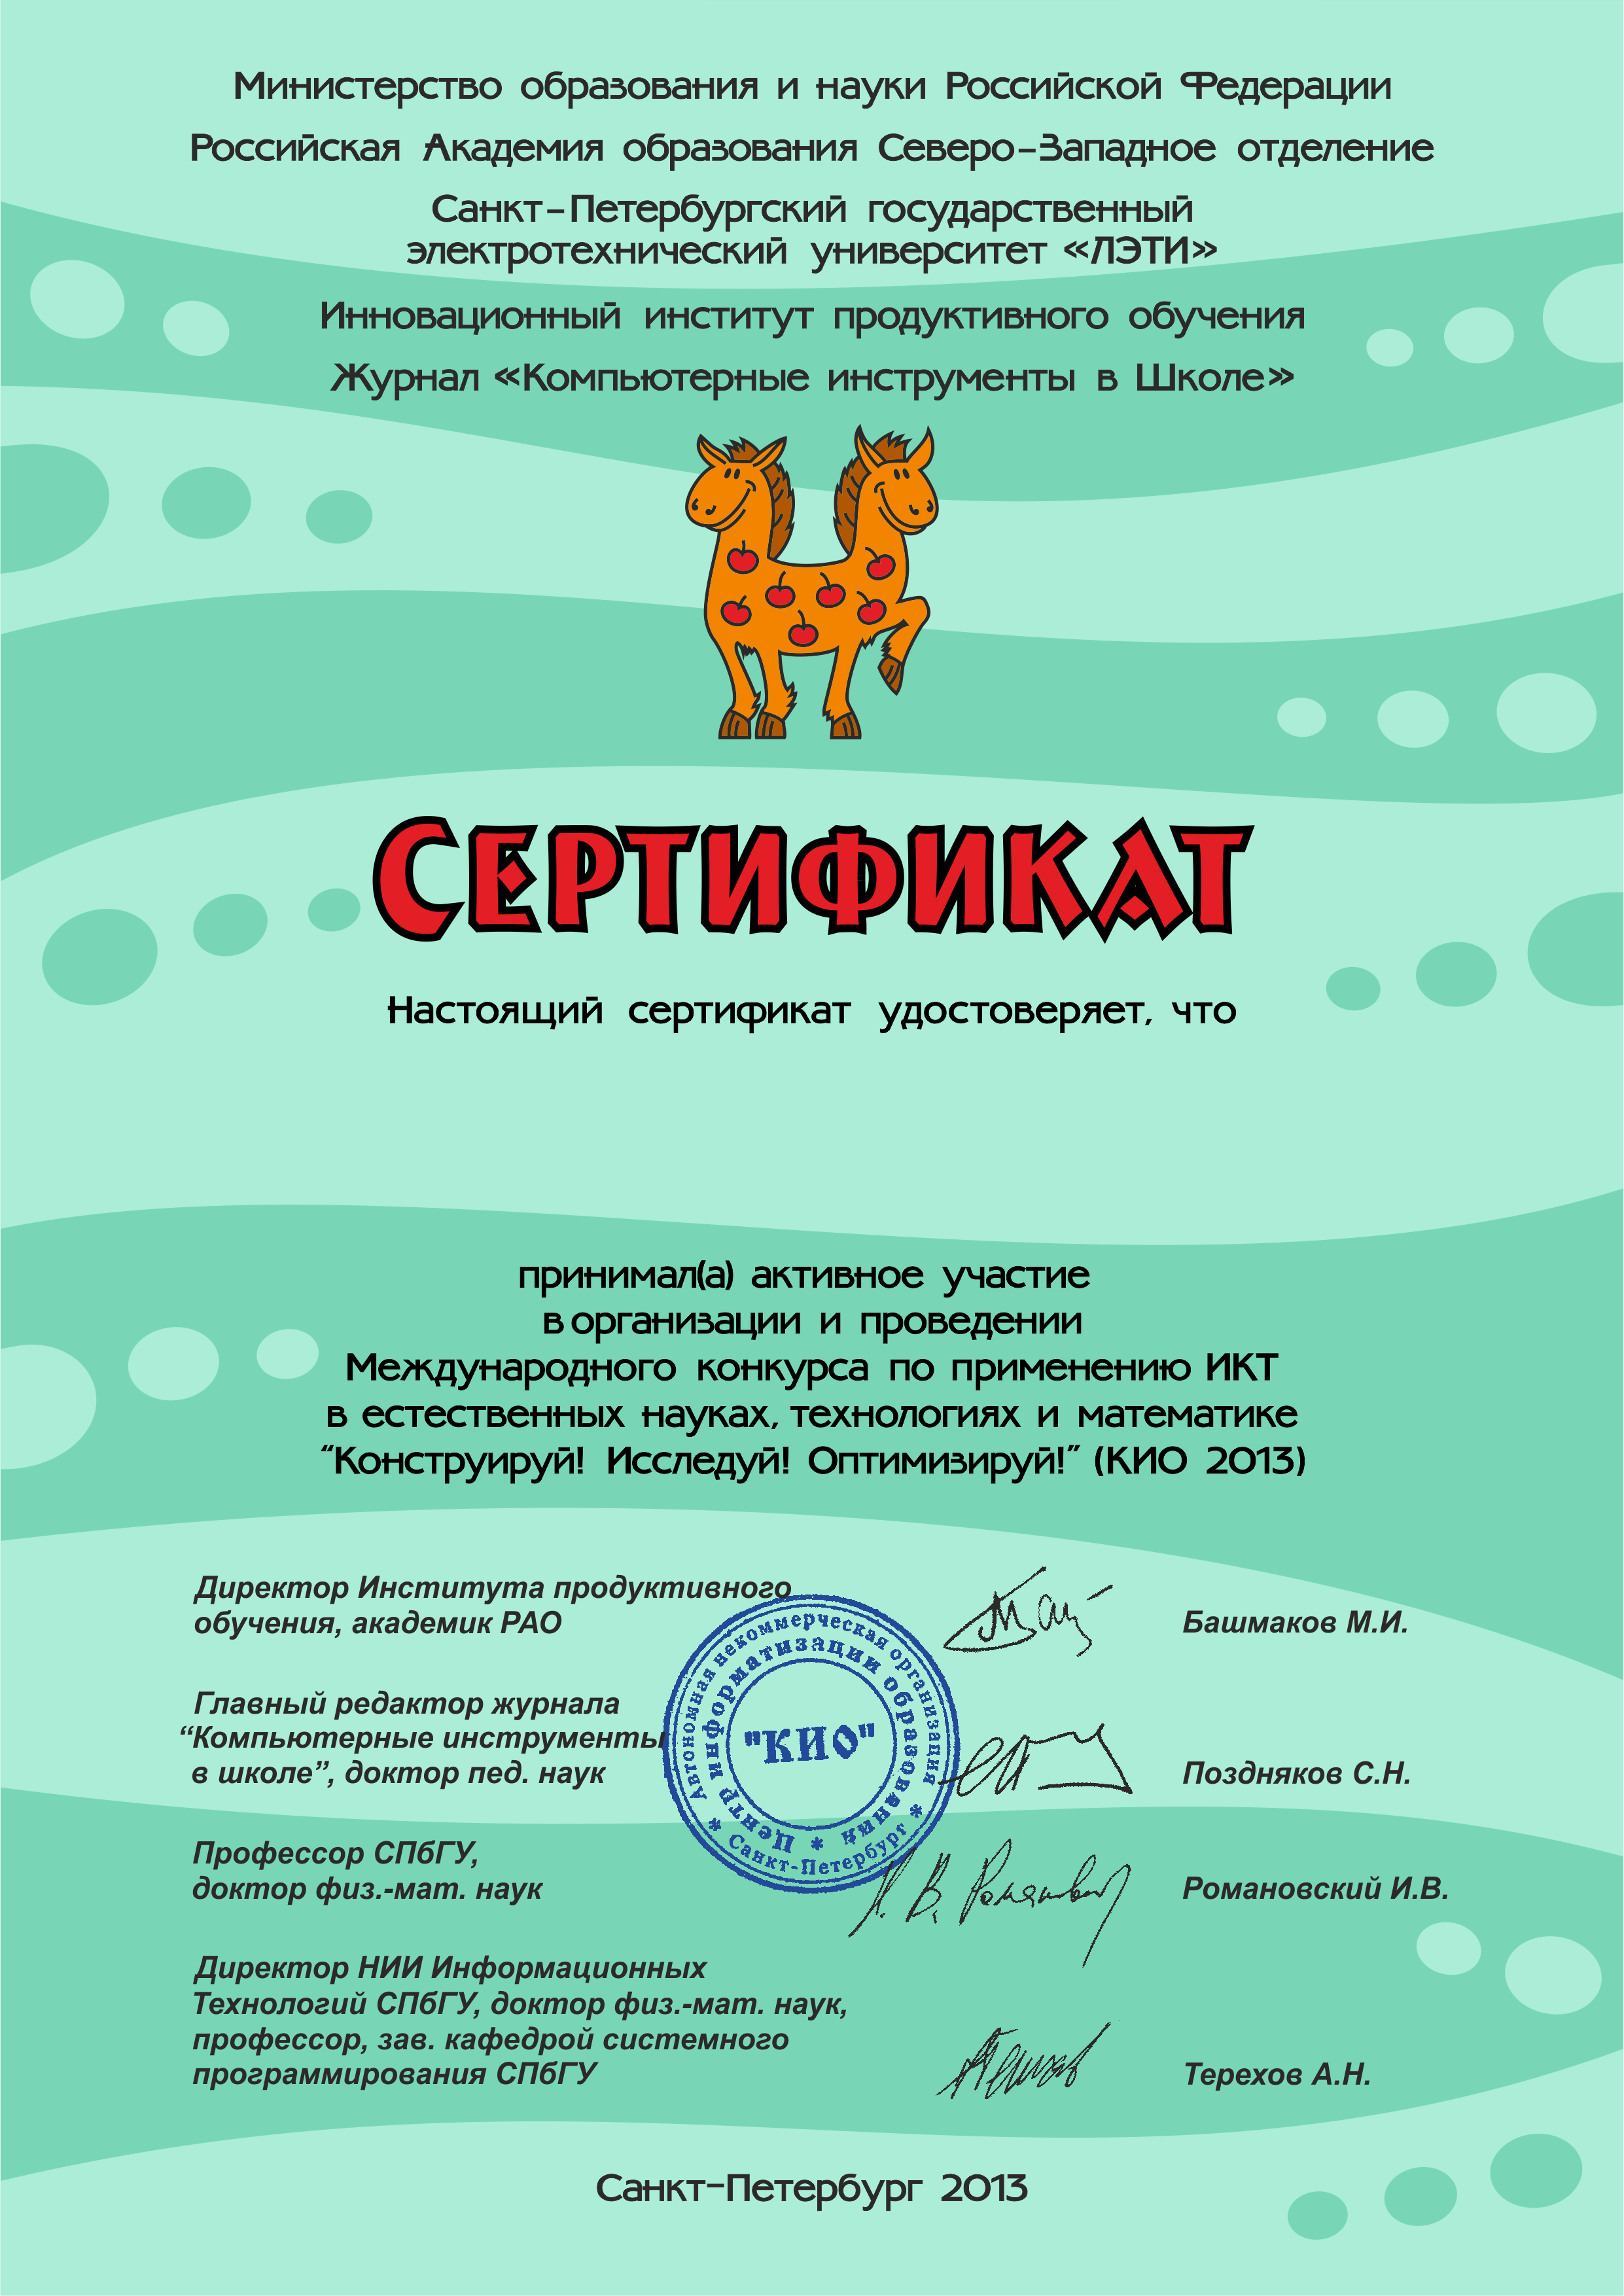 Министерство образования и науки Российской Федерации
Российская Академия образования Северо-Западное отделение
Санкт-Петербургский государственный
электротехнический университет «ЛЭТИ»
Инновационный институт продуктивного обучения
Журнал «Компьютерные инструменты в Школе»
Сертификат
Настоящий сертификат удостоверяет, что
принимал(а) активное участие
в организации и проведении
Международного конкурса по применению ИКТ
в естественных науках, технологиях и математике
“Конструируй! Исследуй! Оптимизируй!” (КИО 2013)
Директор Института продуктивного
обучения, академик РАО
Башмаков М.И.
Главный редактор журнала
“Компьютерные инструменты
в школе”, доктор пед. наук
Поздняков С.Н.
Автономная некоммерческая организация
* Санкт-Петербург *
Центр информатизации образования *
"КИО"
Профессор СПбГУ,
доктор физ.-мат. наук
Романовский И.В.
Директор НИИ Информационных
Технологий СПбГУ, доктор физ.-мат. наук,
профессор, зав. кафедрой системного
программирования СПбГУ
Терехов А.Н.
Санкт-Петербург 2013